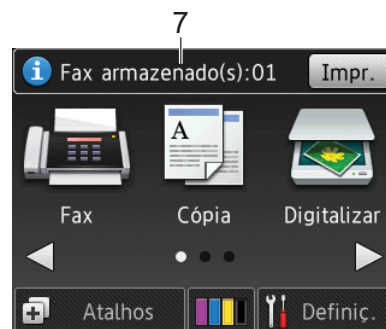 7
Fax armazenado(s):01 Impr.
A
Fax Cópia Digitalizar
Atalhos Definiç.